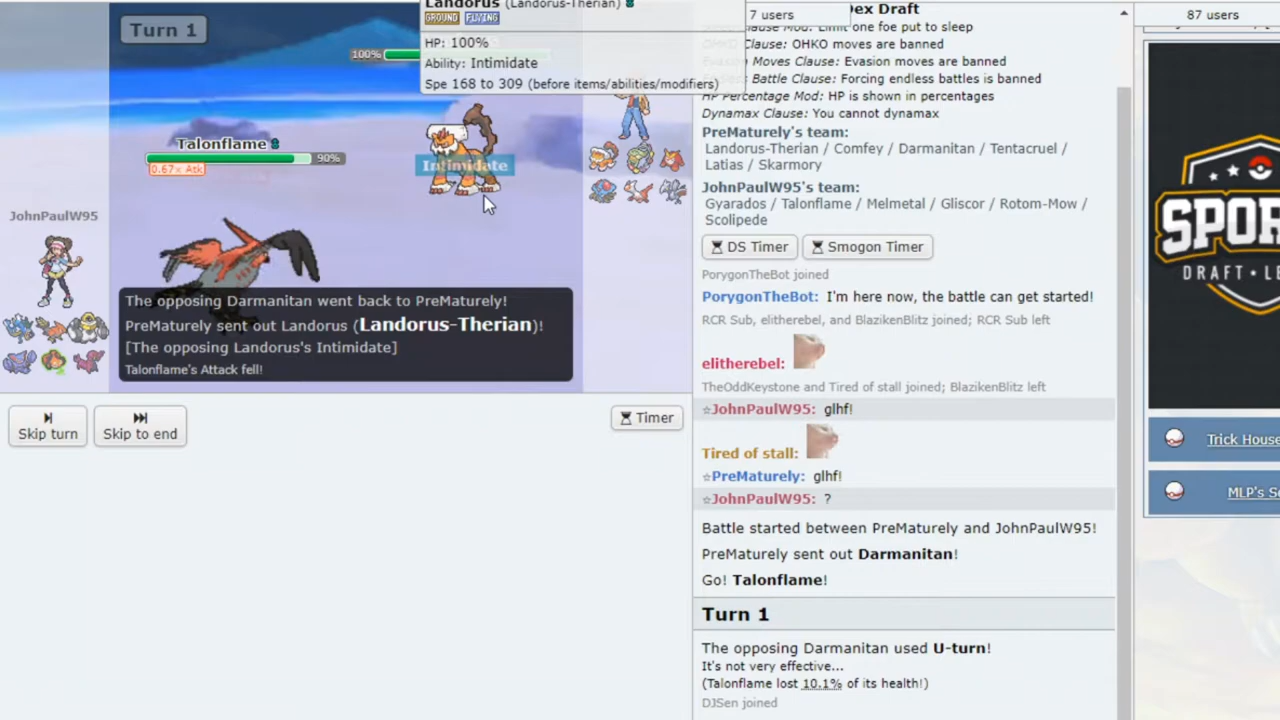 Turn 1
Landorus (Landorus-Therian)
GROUND FLYING
HP: 100%
Ability: Intimidate
Spe 168 to 309 (before items/abilities/modifiers)
100%
Talonflame
90%
0.67x Atk
Intimidate
JohnPaulW95
The opposing Darmanitan went back to PreMaturely!
PreMaturely sent out Landorus (Landorus-Therian)!
[The opposing Landorus's Intimidate]
Talonflame's Attack fell!
Skip turn
Skip to end
Timer
7 users
Dex Draft
Clause Mod: Limit one foe put to sleep
OHKO Clause: OHKO moves are banned
Evasion Moves Clause: Evasion moves are banned
Endless Battle Clause: Forcing endless battles is banned
HP Percentage Mod: HP is shown in percentages
Dynamax Clause: You cannot dynamax
PreMaturely's team:
Landorus-Therian / Comfey / Darmanitan / Tentacruel /
Latias / Skarmory
JohnPaulW95's team:
Gyarados / Talonflame / Melmetal / Gliscor / Rotom-Mow /
Scolipede
DS Timer
Smogon Timer
PorygonTheBot joined
PorygonTheBot: I'm here now, the battle can get started!
RCR Sub, elitherebel, and BlazikenBlitz joined; RCR Sub left
elitherebel:
TheOddKeystone and Tired of stall joined; BlazikenBlitz left
☆JohnPaulW95: glhf!
Tired of stall:
☆PreMaturely: glhf!
☆JohnPaulW95: ?
Battle started between PreMaturely and JohnPaulW95!
PreMaturely sent out Darmanitan!
Go! Talonflame!
Turn 1
The opposing Darmanitan used U-turn!
It's not very effective...
(Talonflame lost 10.1% of its health!)
DJSen joined
87 users
SPOR
DRAFT • LE
Trick House
MLP's S